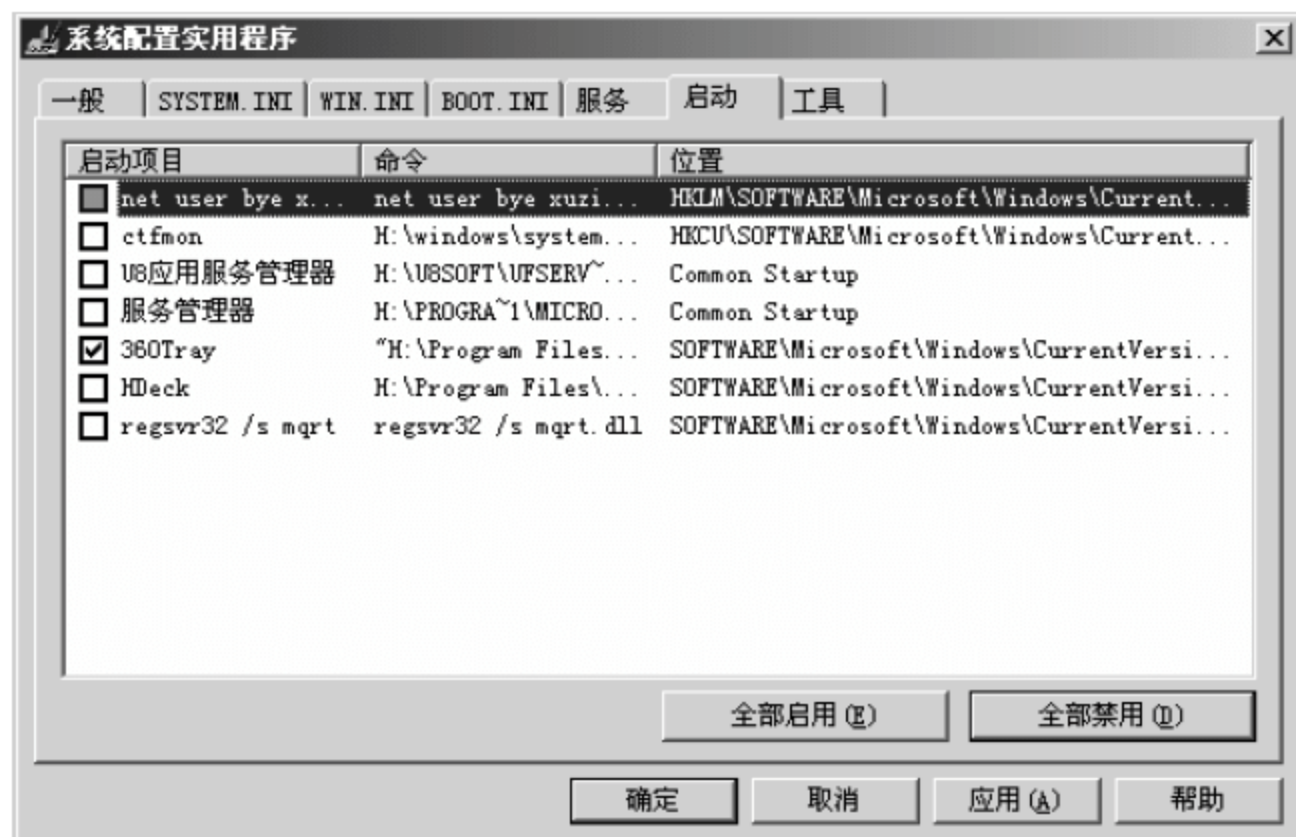 系统配置实用程序
一般 SYSTEM.INI WIN.INI BOOT.INI 服务 启动 工具
启动项目 命令 位置
net user bye x... net user bye xuzi... HKLM\SOFTWARE\Microsoft\Windows\Current...
ctfmon H:\windows\system... HKCU\SOFTWARE\Microsoft\Windows\Current...
U8应用服务管理器 H:\U8SOFT\UFSERV~... Common Startup
服务管理器 H:\PROGRA~1\MICRO... Common Startup
360Tray "H:\Program Files... SOFTWARE\Microsoft\Windows\CurrentVersi...
HDeck H:\Program Files\... SOFTWARE\Microsoft\Windows\CurrentVersi...
regsvr32 /s mqrt regsvr32 /s mqrt.dll SOFTWARE\Microsoft\Windows\CurrentVersi...
全部启用(E) 全部禁用(D)
确定 取消 应用(A) 帮助